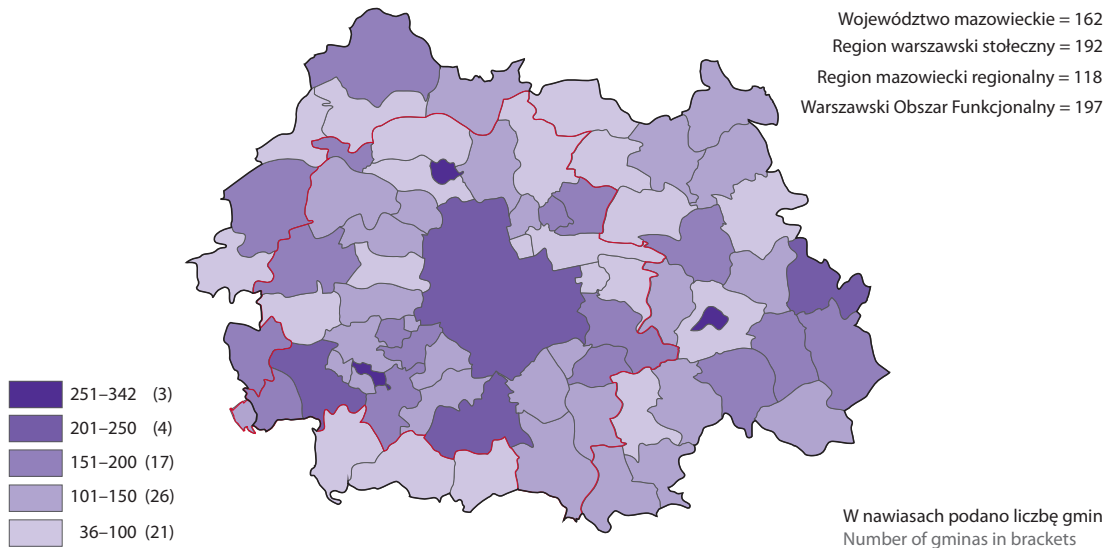 Województwo mazowieckie = 162
Region warszawski stołeczny = 192
Region mazowiecki regionalny = 118
Warszawski Obszar Funkcjonalny = 197
251–342 (3)
201–250 (4)
151–200 (17)
101–150 (26)
36–100 (21)
W nawiasach podano liczbę gmin
Number of gminas in brackets